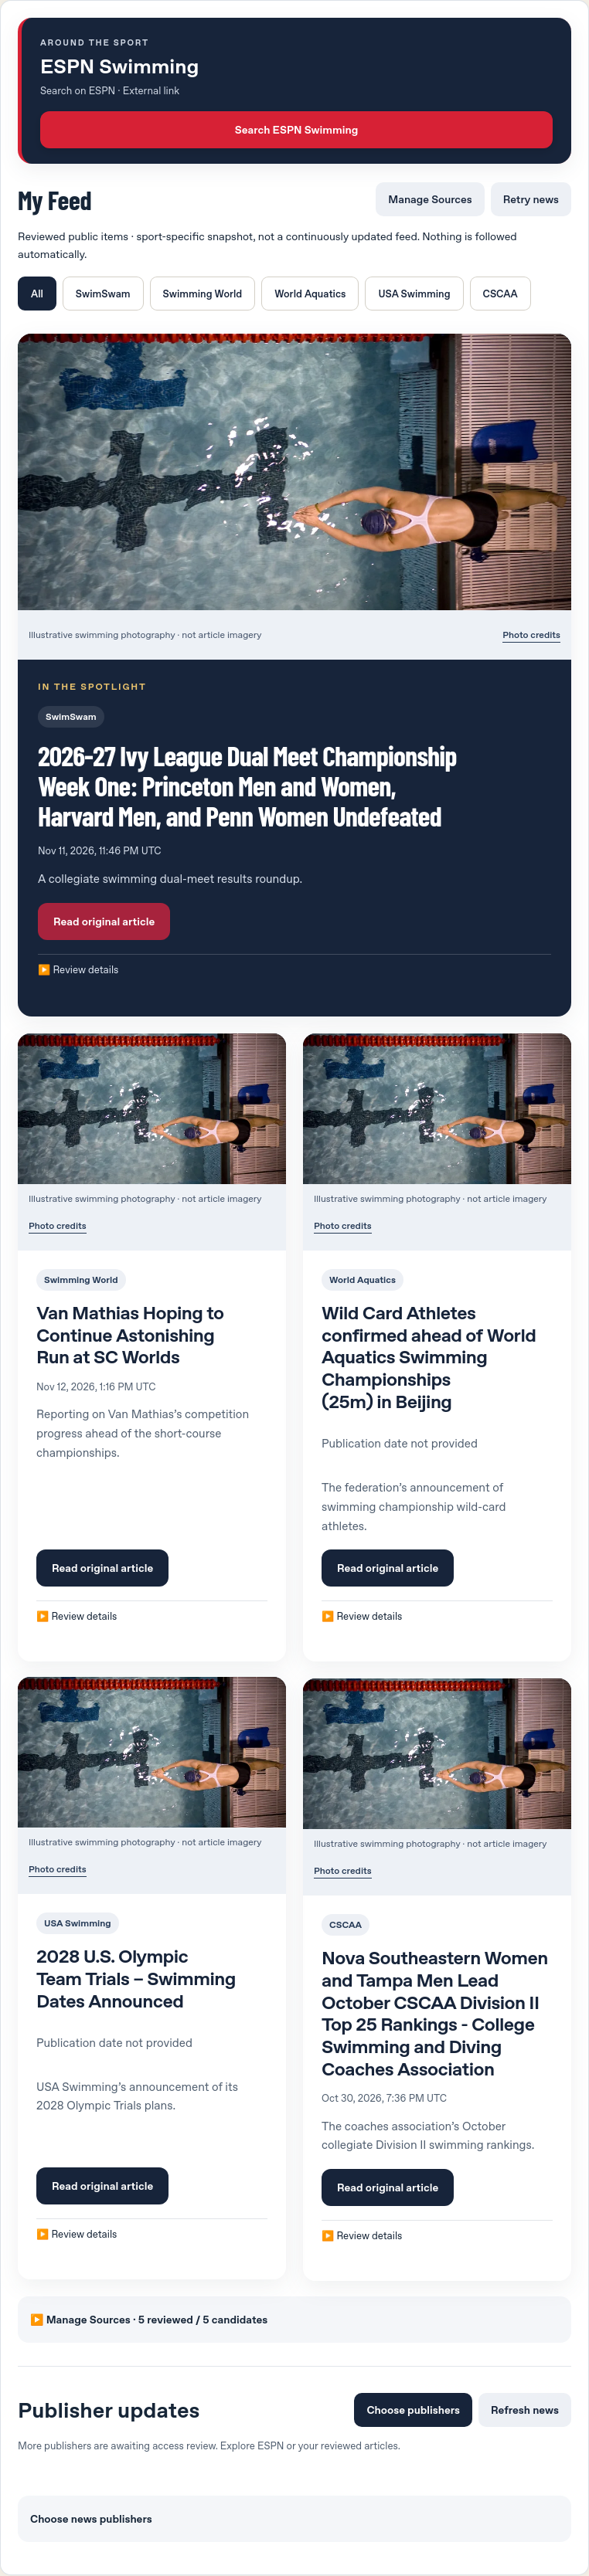 AROUND THE SPORT
ESPN Swimming
Search on ESPN · External link
Search ESPN Swimming
My Feed
Manage Sources
Retry news
Reviewed public items · sport-specific snapshot, not a continuously updated feed. Nothing is followed
automatically.
All
SwimSwam
Swimming World
World Aquatics
USA Swimming
CSCAA
Illustrative swimming photography · not article imagery
Photo credits
IN THE SPOTLIGHT
SwimSwam
2026-27 Ivy League Dual Meet Championship
Week One: Princeton Men and Women,
Harvard Men, and Penn Women Undefeated
Nov 11, 2026, 11:46 PM UTC
A collegiate swimming dual-meet results roundup.
Read original article
Review details
Illustrative swimming photography · not article imagery
Photo credits
Swimming World
Van Mathias Hoping to
Continue Astonishing
Run at SC Worlds
Nov 12, 2026, 1:16 PM UTC
Reporting on Van Mathias’s competition
progress ahead of the short-course
championships.
Read original article
Review details
Illustrative swimming photography · not article imagery
Photo credits
World Aquatics
Wild Card Athletes
confirmed ahead of World
Aquatics Swimming
Championships
(25m) in Beijing
Publication date not provided
The federation’s announcement of
swimming championship wild-card
athletes.
Read original article
Review details
Illustrative swimming photography · not article imagery
Photo credits
USA Swimming
2028 U.S. Olympic
Team Trials – Swimming
Dates Announced
Publication date not provided
USA Swimming’s announcement of its
2028 Olympic Trials plans.
Read original article
Review details
Illustrative swimming photography · not article imagery
Photo credits
CSCAA
Nova Southeastern Women
and Tampa Men Lead
October CSCAA Division II
Top 25 Rankings - College
Swimming and Diving
Coaches Association
Oct 30, 2026, 7:36 PM UTC
The coaches association’s October
collegiate Division II swimming rankings.
Read original article
Review details
Manage Sources · 5 reviewed / 5 candidates
Publisher updates
Choose publishers
Refresh news
More publishers are awaiting access review. Explore ESPN or your reviewed articles.
Choose news publishers